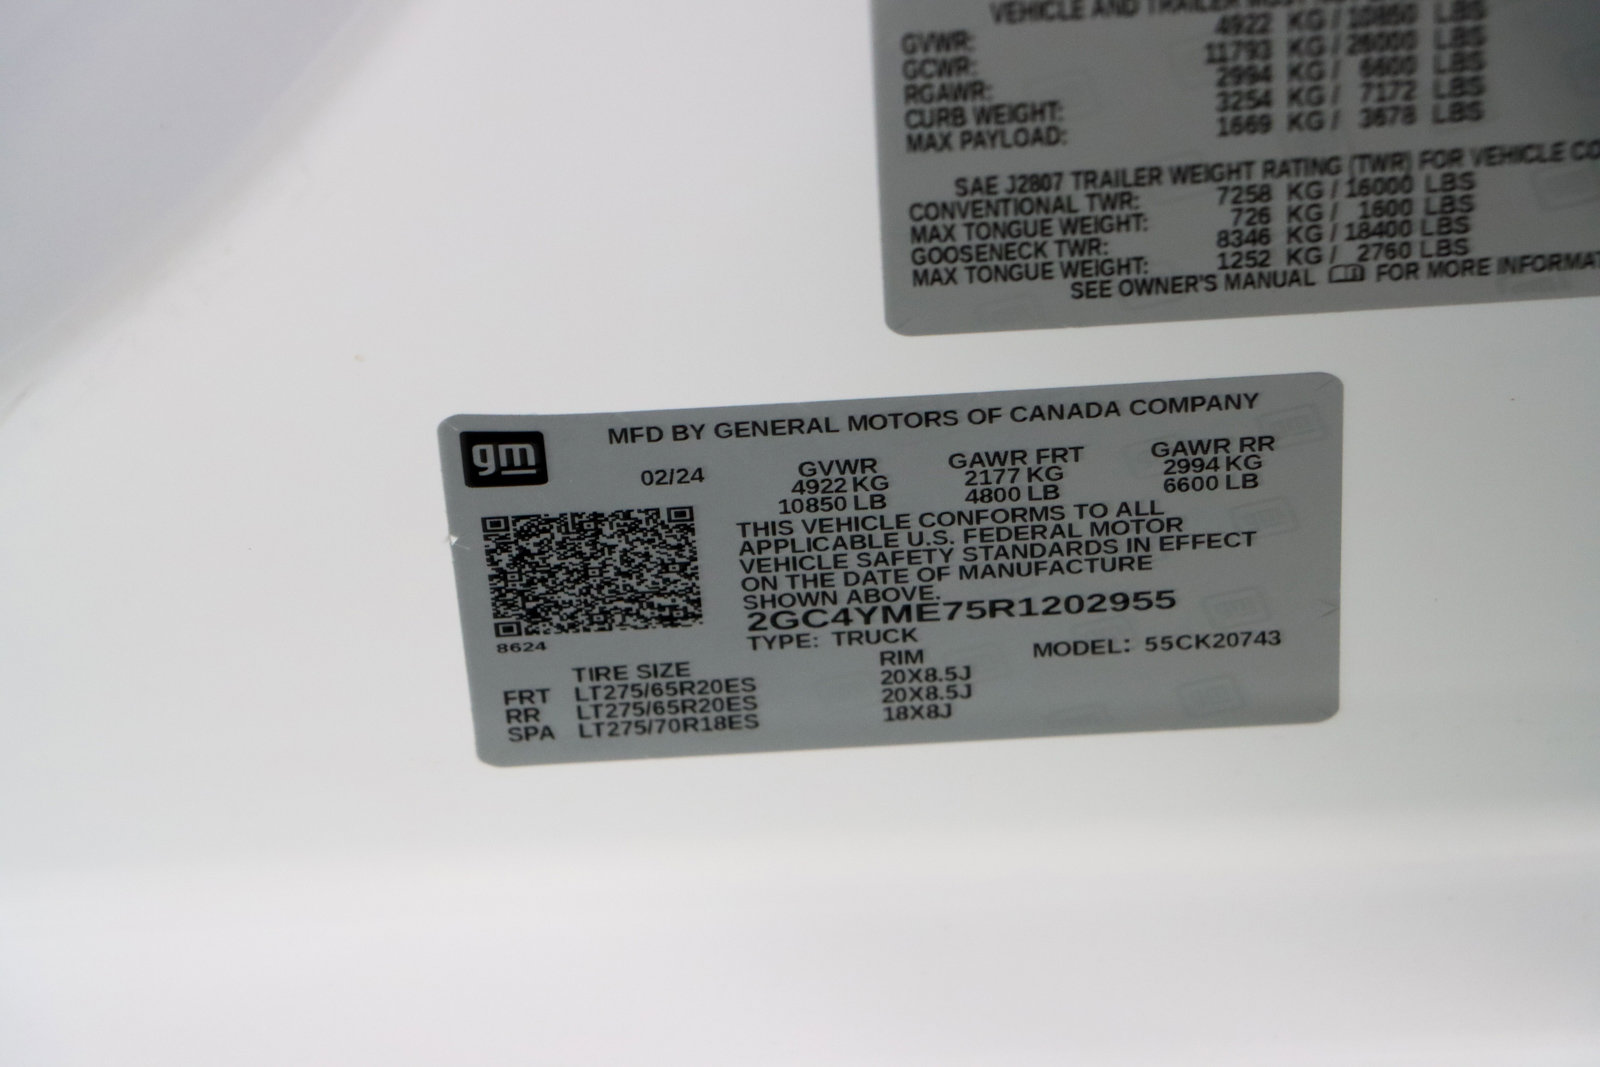 VEHICLE AND TRAILER MUST
GVWR: 4922 KG / 10850 LBS
GCWR: 11793 KG / 26000 LBS
RGAWR: 2994 KG / 6600 LBS
CURB WEIGHT: 3254 KG / 7172 LBS
MAX PAYLOAD: 1669 KG / 3678 LBS
SAE J2807 TRAILER WEIGHT RATING (TWR) FOR VEHICLE CO
CONVENTIONAL TWR: 7258 KG / 16000 LBS
MAX TONGUE WEIGHT: 726 KG / 1600 LBS
GOOSENECK TWR: 8346 KG / 18400 LBS
MAX TONGUE WEIGHT: 1252 KG / 2760 LBS
SEE OWNER'S MANUAL FOR MORE INFORMAT
gm
MFD BY GENERAL MOTORS OF CANADA COMPANY
02/24 GVWR GAWR FRT GAWR RR
4922 KG 2177 KG 2994 KG
10850 LB 4800 LB 6600 LB
THIS VEHICLE CONFORMS TO ALL
APPLICABLE U.S. FEDERAL MOTOR
VEHICLE SAFETY STANDARDS IN EFFECT
ON THE DATE OF MANUFACTURE
SHOWN ABOVE.
2GC4YME75R1202955
8624
TYPE: TRUCK MODEL: 55CK20743
TIRE SIZE RIM
FRT LT275/65R20ES 20X8.5J
RR LT275/65R20ES 20X8.5J
SPA LT275/70R18ES 18X8J